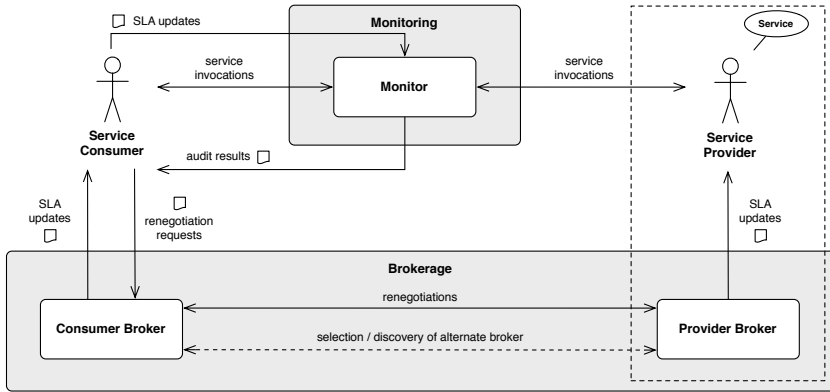 SLA updates
Monitoring
Service
service
invocations
Monitor
service
invocations
Service
Consumer
Service
Provider
audit results
SLA
updates
renegotiation
requests
SLA
updates
Brokerage
renegotiations
Consumer Broker
Provider Broker
selection / discovery of alternate broker